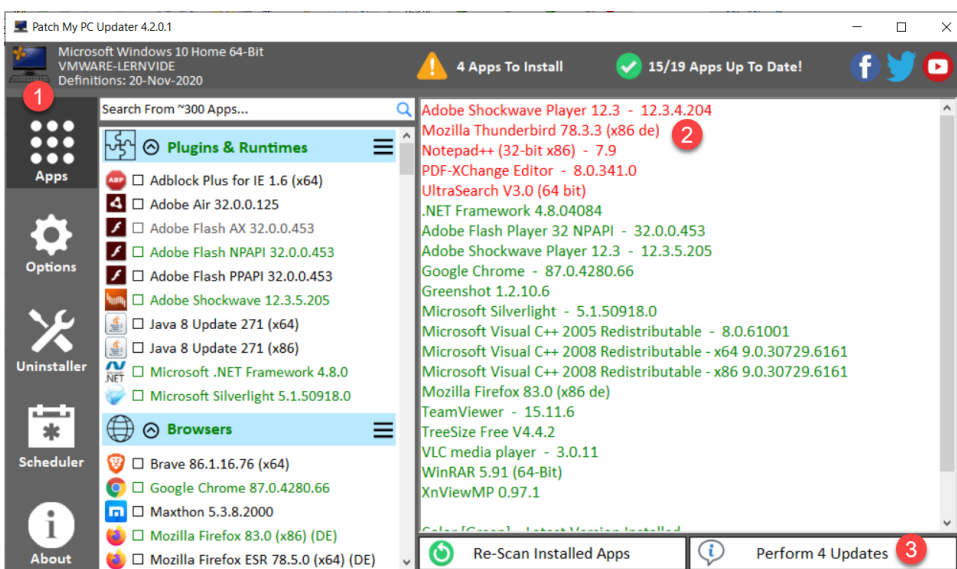 Patch My PC Updater 4.2.0.1
Microsoft Windows 10 Home 64-Bit
VMWARE-LERNVIDE
Definitions: 20-Nov-2020
4 Apps To Install
15/19 Apps Up To Date!
1
Apps
Options
Uninstaller
Scheduler
About
Search From ~300 Apps...
Plugins & Runtimes
ABP
Adblock Plus for IE 1.6 (x64)
Adobe Air 32.0.0.125
Adobe Flash AX 32.0.0.453
Adobe Flash NPAPI 32.0.0.453
Adobe Flash PPAPI 32.0.0.453
Adobe Shockwave 12.3.5.205
Java 8 Update 271 (x64)
Java 8 Update 271 (x86)
.NET
Microsoft .NET Framework 4.8.0
Microsoft Silverlight 5.1.50918.0
Browsers
Brave 86.1.16.76 (x64)
Google Chrome 87.0.4280.66
Maxthon 5.3.8.2000
Mozilla Firefox 83.0 (x86) (DE)
Mozilla Firefox ESR 78.5.0 (x64) (DE)
Adobe Shockwave Player 12.3 - 12.3.4.204
Mozilla Thunderbird 78.3.3 (x86 de)
2
Notepad++ (32-bit x86) - 7.9
PDF-XChange Editor - 8.0.341.0
UltraSearch V3.0 (64 bit)
.NET Framework 4.8.04084
Adobe Flash Player 32 NPAPI - 32.0.0.453
Adobe Shockwave Player 12.3 - 12.3.5.205
Google Chrome - 87.0.4280.66
Greenshot 1.2.10.6
Microsoft Silverlight - 5.1.50918.0
Microsoft Visual C++ 2005 Redistributable - 8.0.61001
Microsoft Visual C++ 2008 Redistributable - x64 9.0.30729.6161
Microsoft Visual C++ 2008 Redistributable - x86 9.0.30729.6161
Mozilla Firefox 83.0 (x86 de)
TeamViewer - 15.11.6
TreeSize Free V4.4.2
VLC media player - 3.0.11
WinRAR 5.91 (64-Bit)
XnViewMP 0.97.1
Color [Green] - Latest Version Installed
Re-Scan Installed Apps
Perform 4 Updates
3